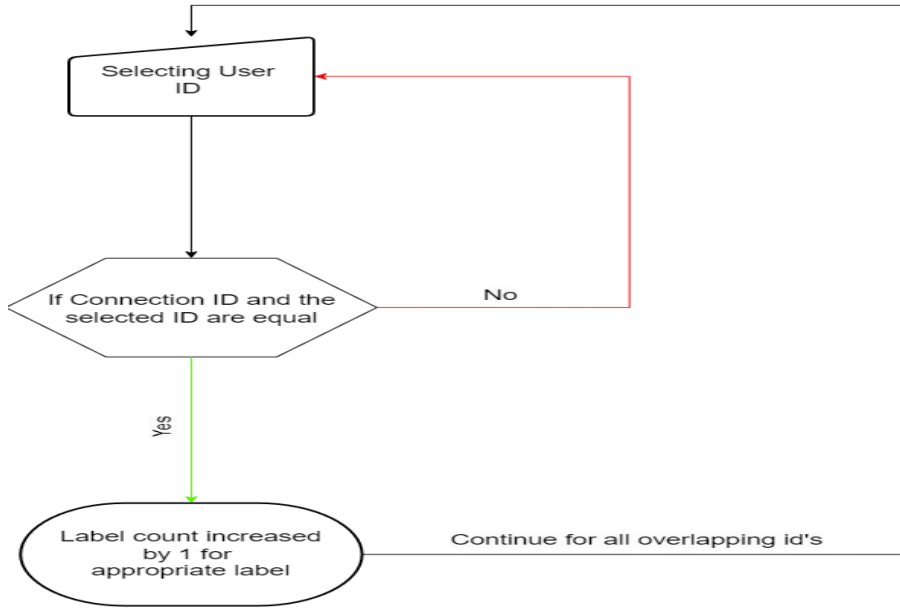 Selecting User
ID
If Connection ID and the
selected ID are equal
No
Yes
Label count increased
by 1 for
appropriate label
Continue for all overlapping id's